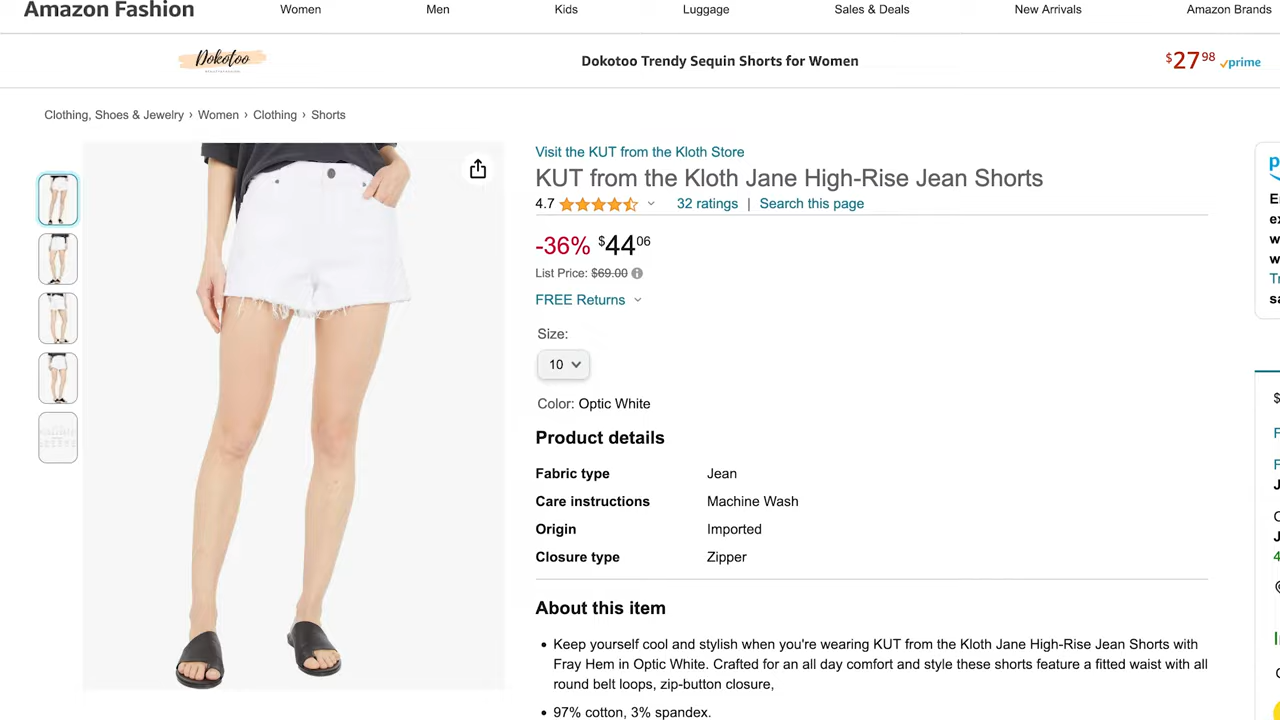 Amazon Fashion
Women Men Kids Luggage Sales & Deals New Arrivals Amazon Brands
Dokotoo
Dokotoo Trendy Sequin Shorts for Women
$27 98 prime
Clothing, Shoes & Jewelry › Women › Clothing › Shorts
Visit the KUT from the Kloth Store
KUT from the Kloth Jane High-Rise Jean Shorts
4.7 32 ratings | Search this page
-36% $44 06
List Price: $69.00
FREE Returns
Size:
10
Color: Optic White
Product details
Fabric type Jean
Care instructions Machine Wash
Origin Imported
Closure type Zipper
About this item
• Keep yourself cool and stylish when you're wearing KUT from the Kloth Jane High-Rise Jean Shorts with
Fray Hem in Optic White. Crafted for an all day comfort and style these shorts feature a fitted waist with all
round belt loops, zip-button closure,
• 97% cotton, 3% spandex.